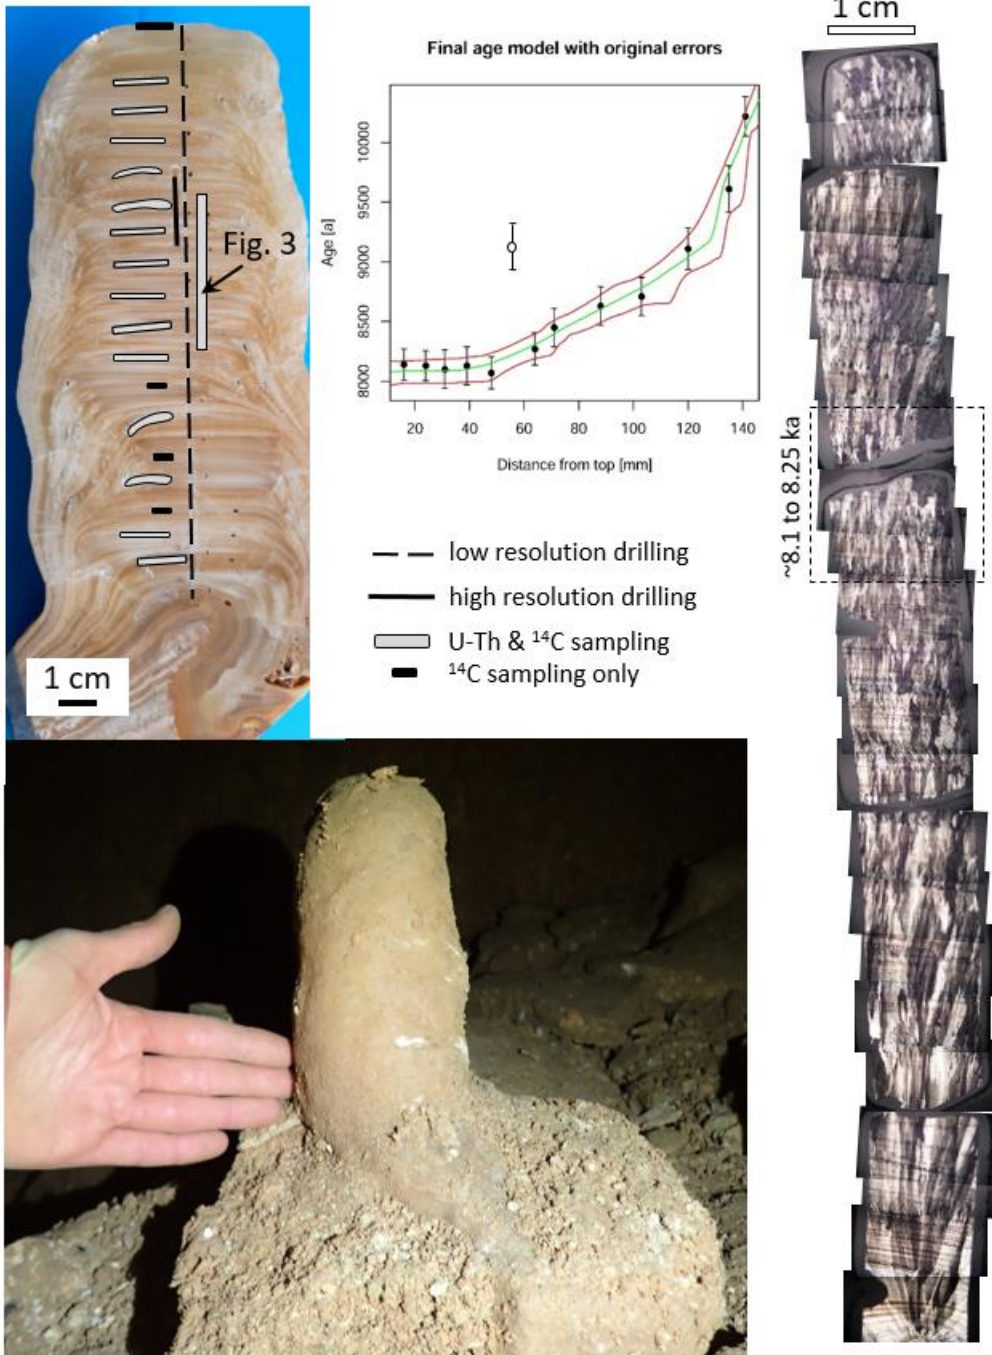 1 cm
Fig. 3
1 cm
Final age model with original errors
Age [a]
10000
9500
9000
8500
8000
20 40 60 80 100 120 140
Distance from top [mm]
low resolution drilling
high resolution drilling
U-Th & ¹⁴C sampling
¹⁴C sampling only
~8.1 to 8.25 ka